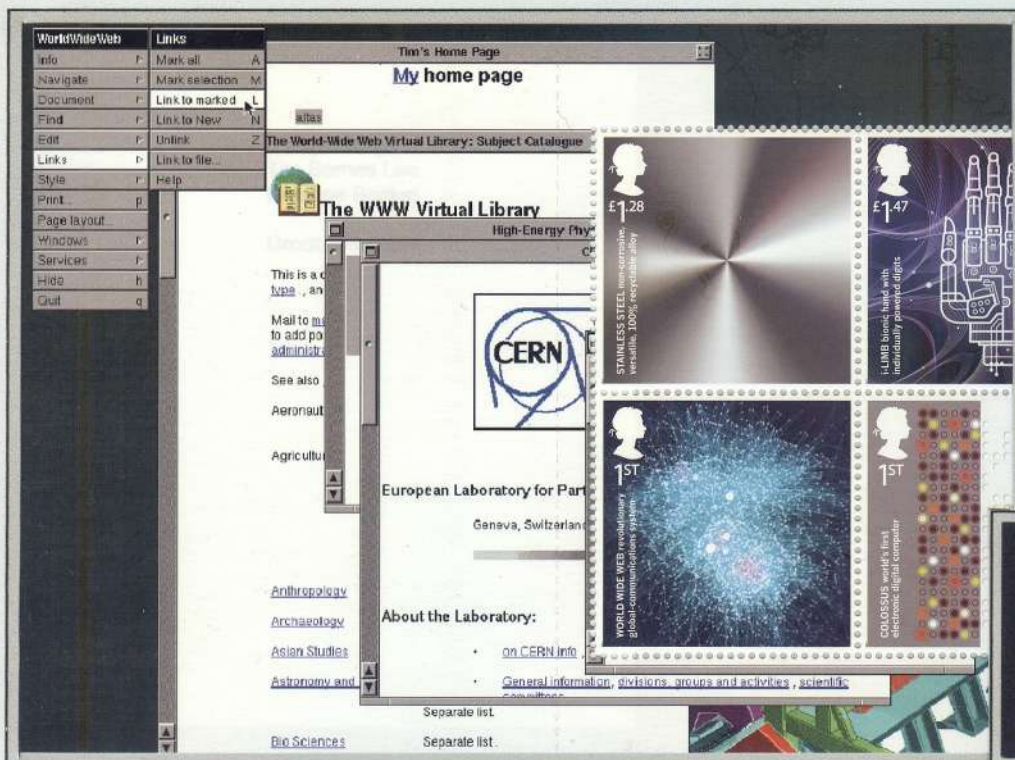 WorldWideWeb
Info
Navigate
Document
Find
Edit
Links
Style
Print... p
Page layout...
Windows
Services
Hide h
Quit q
Links
Mark all A
Mark selection M
Link to marked L
Link to New N
Unlink Z
Link to file...
Help
Tim's Home Page
My home page
atlas
The World-Wide Web Virtual Library: Subject Catalogue
The WWW Virtual Library
This is a
type , an
Mail to
to add po
administra
See also
Aeronaut
Agricultu
Anthropology
Archaeology
Asian Studies
Astronomy and
Separate list.
Bio Sciences Separate list .
High-Energy Phy
CERN
European Laboratory for Part
Geneva, Switzerland
About the Laboratory:
• on CERN info
• General information, divisions, groups and activities , scientific
committees
£1.28
STAINLESS STEEL non-corrosive,
versatile, 100% recyclable alloy
£1.47
i-LIMB bionic hand with
individually powered digits
1ST
WORLD WIDE WEB revolutionary
global-communications system
1ST
COLOSSUS world's first
electronic digital computer